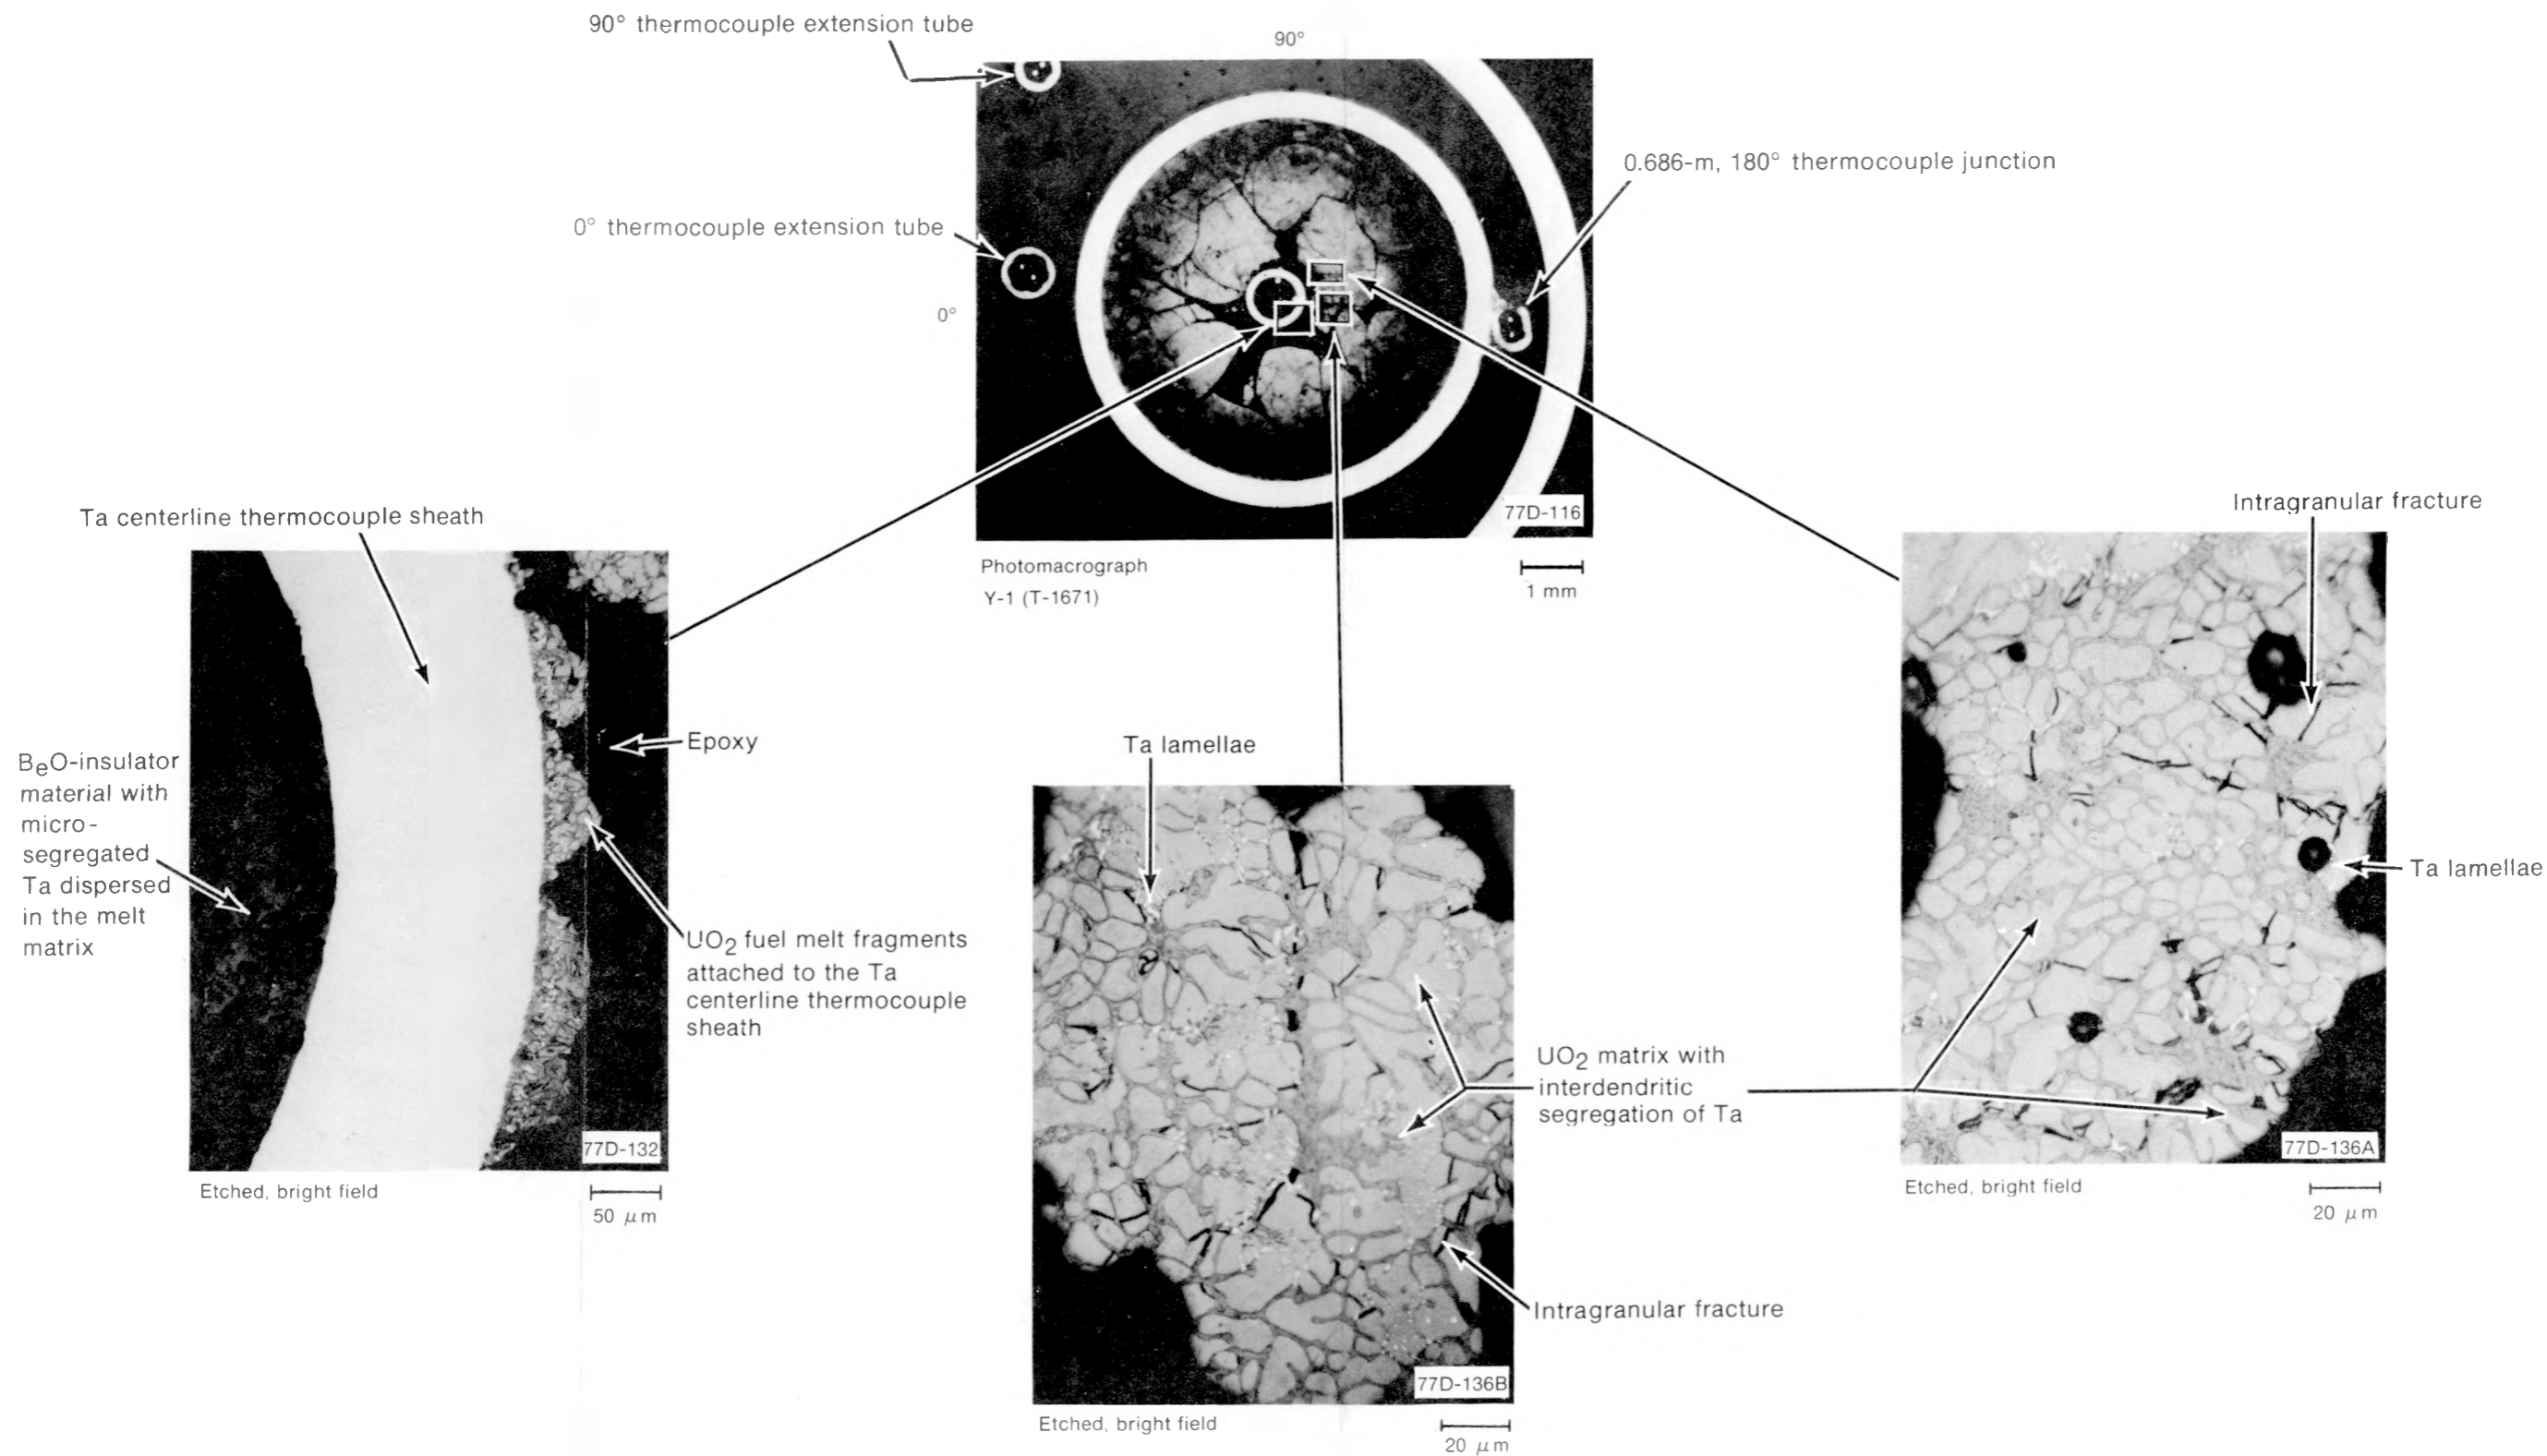 90° thermocouple extension tube
90°
0.686-m, 180° thermocouple junction
0° thermocouple extension tube
0°
77D-116
Photomacrograph
Y-1 (T-1671)
1 mm
Ta centerline thermocouple sheath
BeO-insulator
material with
micro-
segregated
Ta dispersed
in the melt
matrix
Epoxy
UO2 fuel melt fragments
attached to the Ta
centerline thermocouple
sheath
77D-132
Etched, bright field
50 μm
Ta lamellae
UO2 matrix with
interdendritic
segregation of Ta
Intragranular fracture
77D-136B
Etched, bright field
20 μm
Intragranular fracture
Ta lamellae
77D-136A
Etched, bright field
20 μm